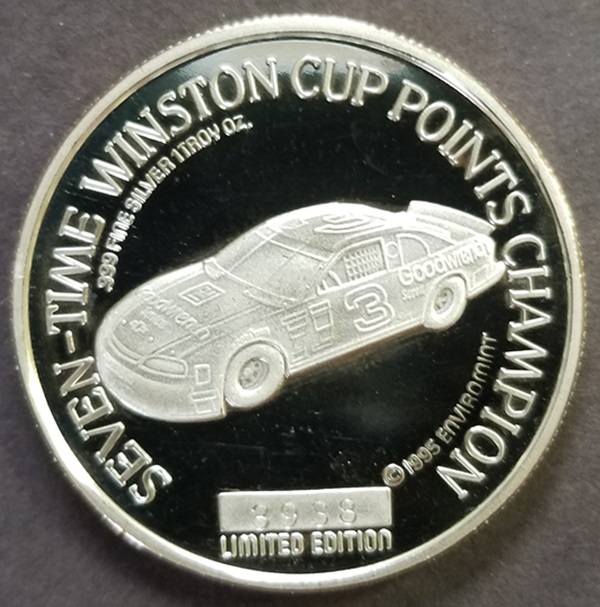 SEVEN-TIME WINSTON CUP POINTS CHAMPION
.999 FINE SILVER 1 TROY OZ.
3
GoodWrench
© 1995 ENVIROMINT
LIMITED EDITION